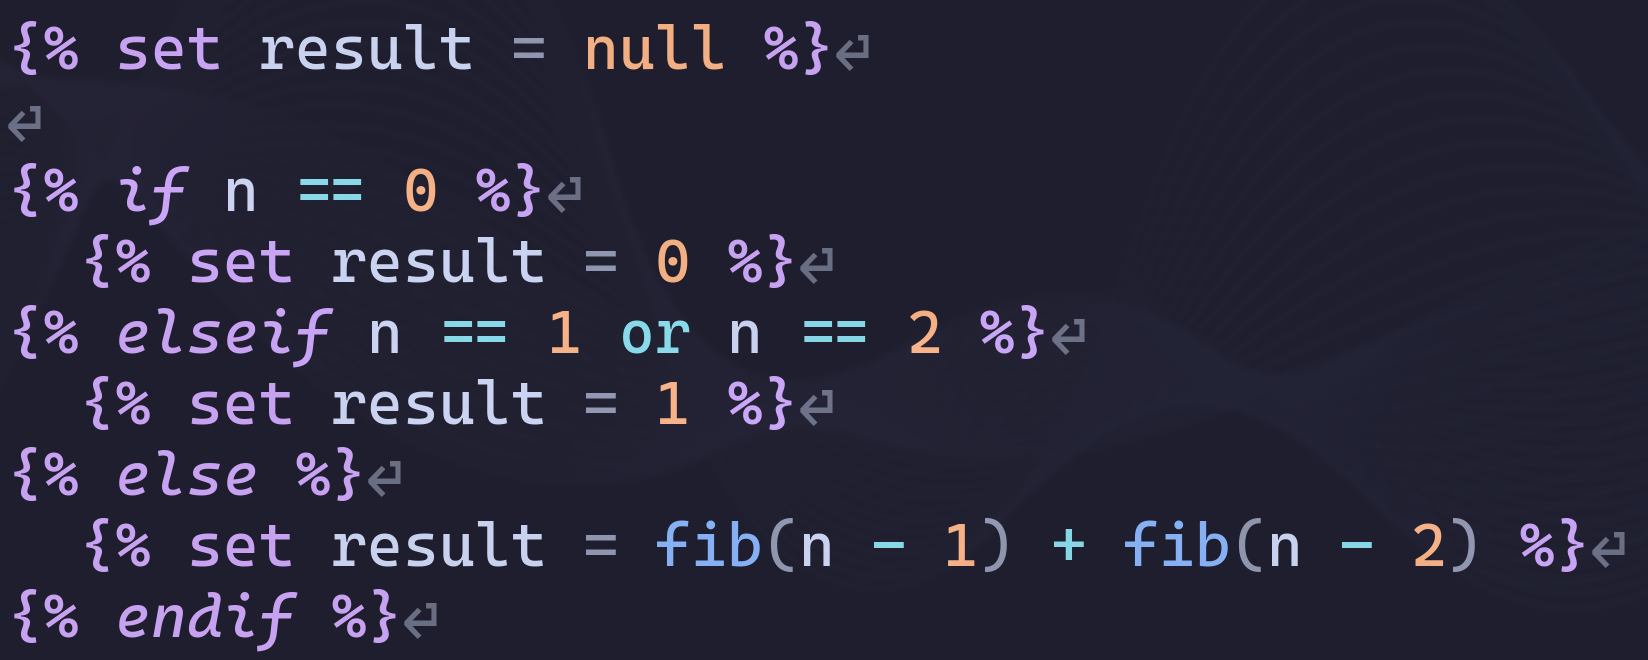 {% set result = null %}↵
↵
{% if n == 0 %}↵
  {% set result = 0 %}↵
{% elseif n == 1 or n == 2 %}↵
  {% set result = 1 %}↵
{% else %}↵
  {% set result = fib(n - 1) + fib(n - 2) %}↵
{% endif %}↵